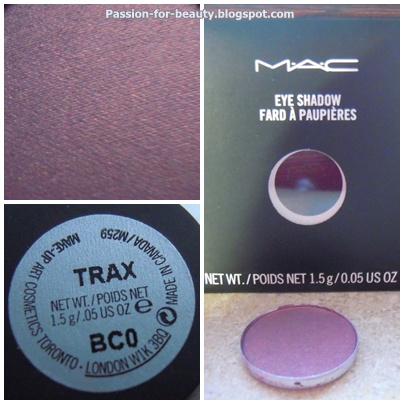 Passion-for-beauty.blogspot.com
M·A·C
EYE SHADOW
FARD À PAUPIÈRES
NET WT./POIDS NET 1.5 g/0.05 US OZ
MAKE-UP ART COSMETICS TORONTO · LONDON W1K 3BQ
MADE IN CANADA/M259
TRAX
NET WT./POIDS NET
1.5 g/.05 US OZ e
BC0